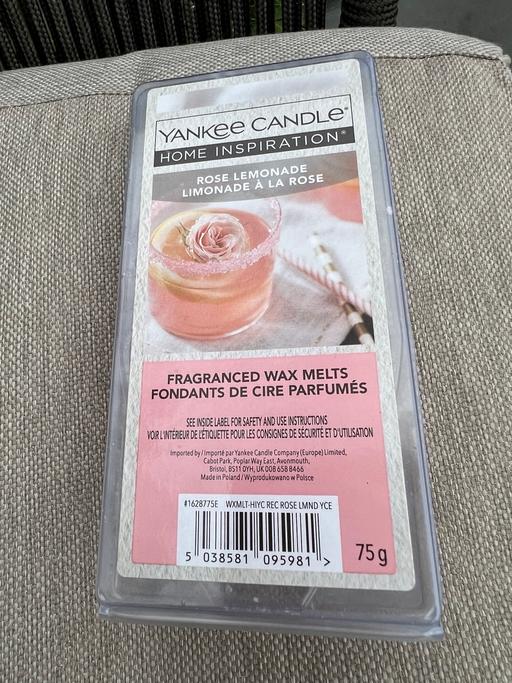 YANKEE CANDLE®
HOME INSPIRATION®
ROSE LEMONADE
LIMONADE À LA ROSE
FRAGRANCED WAX MELTS
FONDANTS DE CIRE PARFUMÉS
SEE INSIDE LABEL FOR SAFETY AND USE INSTRUCTIONS
VOIR L'INTÉRIEUR DE L'ÉTIQUETTE POUR LES CONSIGNES DE SÉCURITÉ ET D'UTILISATION
Imported by / Importé par Yankee Candle Company (Europe) Limited,
Cabot Park, Poplar Way East, Avonmouth,
Bristol, BS11 0YH, UK 008 658 8466
Made in Poland / Wyprodukowano w Polsce
#1628775E WXMLT-HIYC REC ROSE LMND YCE
5 038581 095981 >
75g